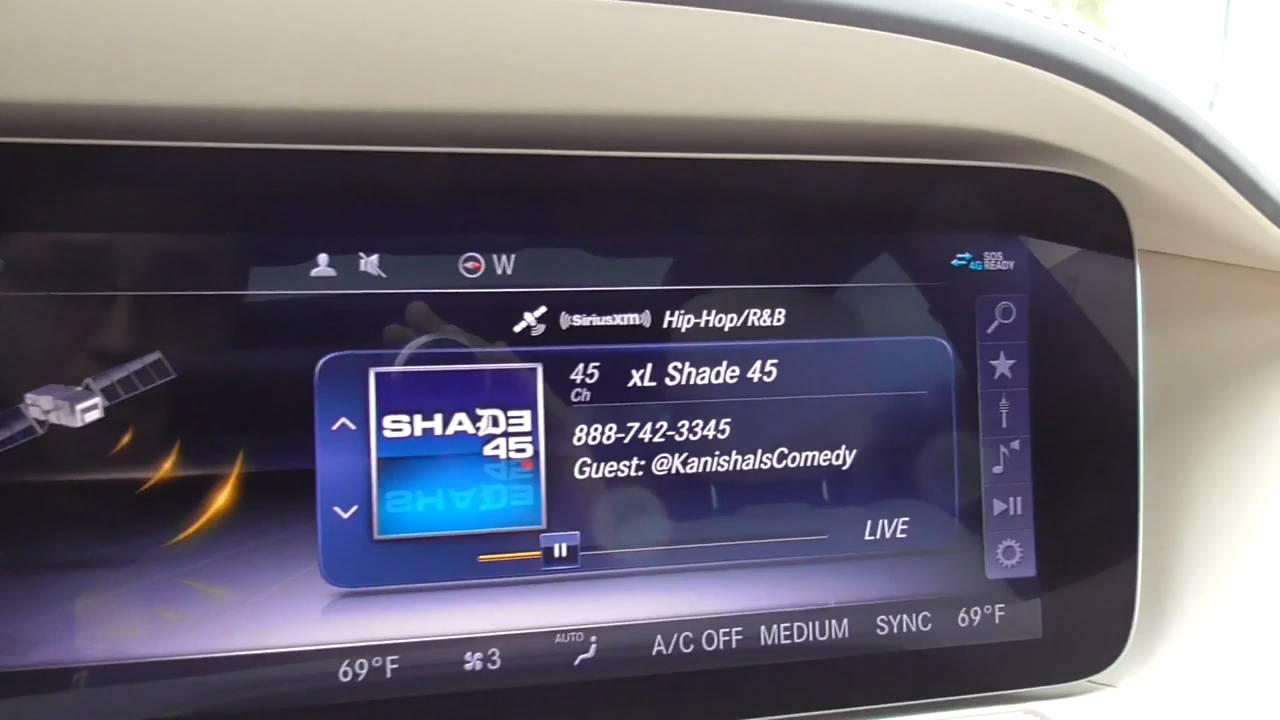 W
4G SOS READY
((SiriusXM)) Hip-Hop/R&B
SHADE 45
45 Ch xL Shade 45
888-742-3345
Guest: @KanishaIsComedy
LIVE
69°F 3 AUTO A/C OFF MEDIUM SYNC 69°F